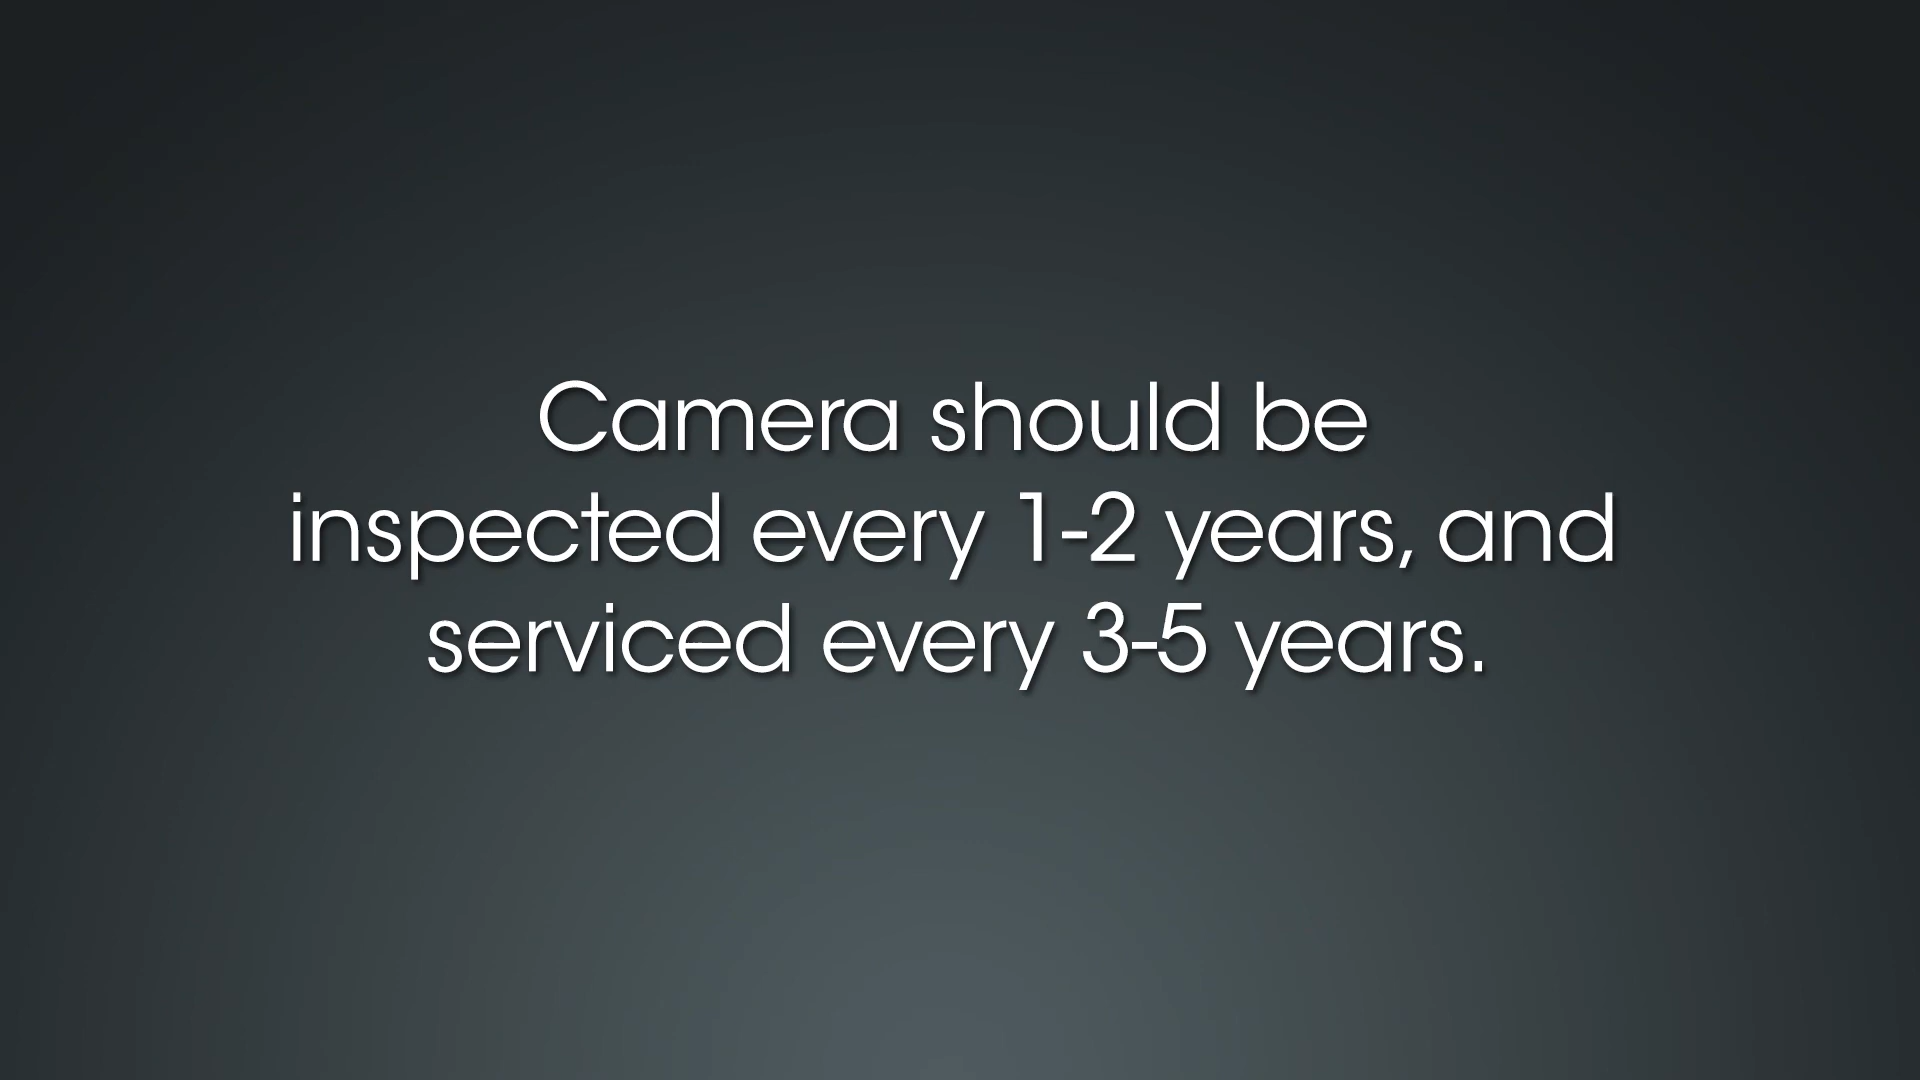 Camera should be
inspected every 1-2 years, and
serviced every 3-5 years.